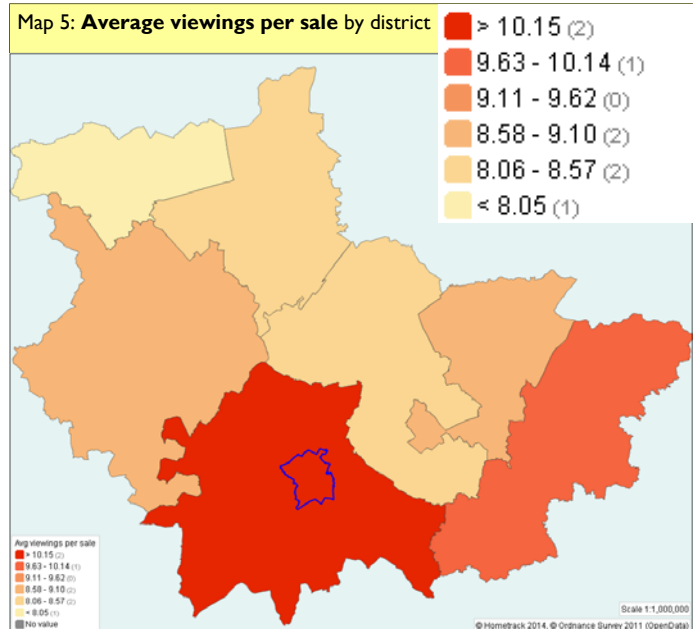 Map 5: Average viewings per sale by district
> 10.15 (2)
9.63 - 10.14 (1)
9.11 - 9.62 (0)
8.58 - 9.10 (2)
8.06 - 8.57 (2)
< 8.05 (1)
Avg viewings per sale
> 10.15 (2)
9.63 - 10.14 (1)
9.11 - 9.62 (0)
8.58 - 9.10 (2)
8.06 - 8.57 (2)
< 8.05 (1)
No value
Scale 1:1,000,000
© Hometrack 2014, © Ordnance Survey 2011 (OpenData)